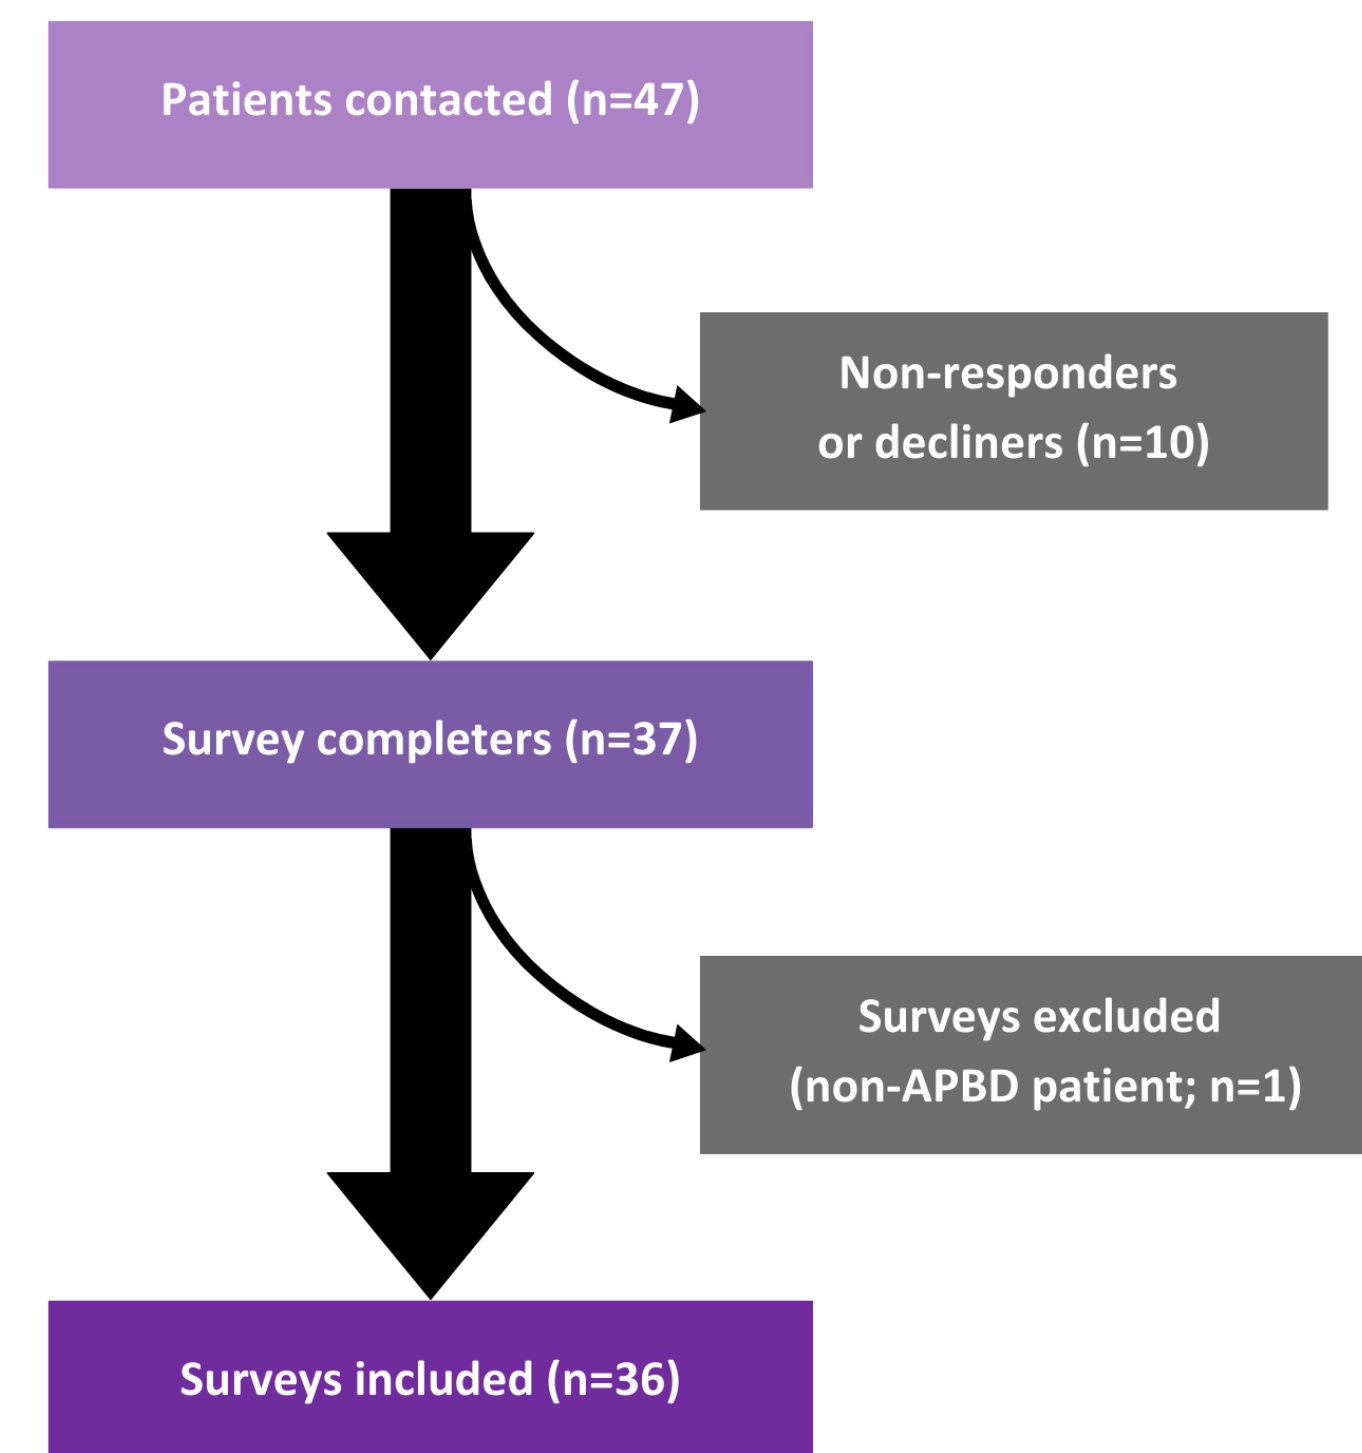 Patients contacted (n=47)
Non-responders
or decliners (n=10)
Survey completers (n=37)
Surveys excluded
(non-APBD patient; n=1)
Surveys included (n=36)